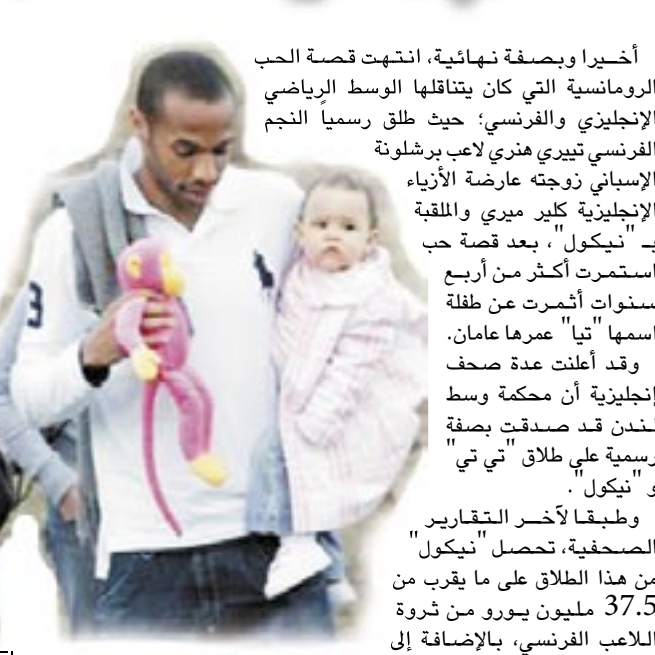 أخيرا وبصفة نهائية، انتهت قصة الحب
الرومانسية التي كان يتناقلها الوسط الرياضي
الإنجليزي والفرنسي؛ حيث طلق رسمياً النجم
الفرنسي تييري هنري لاعب برشلونة
الإسباني زوجته عارضة الأزياء
الإنجليزية كلير ميري والملقبة
بـ "نيكول"، بعد قصة حب
استمرت أكثر من أربع
سنوات أثمرت عن طفلة
اسمها "تيا" عمرها عامان.
وقد أعلنت عدة صحف
إنجليزية أن محكمة وسط
لندن قد صدقت بصفة
رسمية على طلاق "تي تي"
و "نيكول".
وطبقا لآخر التقارير
الصحفية، تحصل "نيكول"
من هذا الطلاق على ما يقرب من
37.5 مليون يورو من ثروة
اللاعب الفرنسي، بالإضافة إلى
3